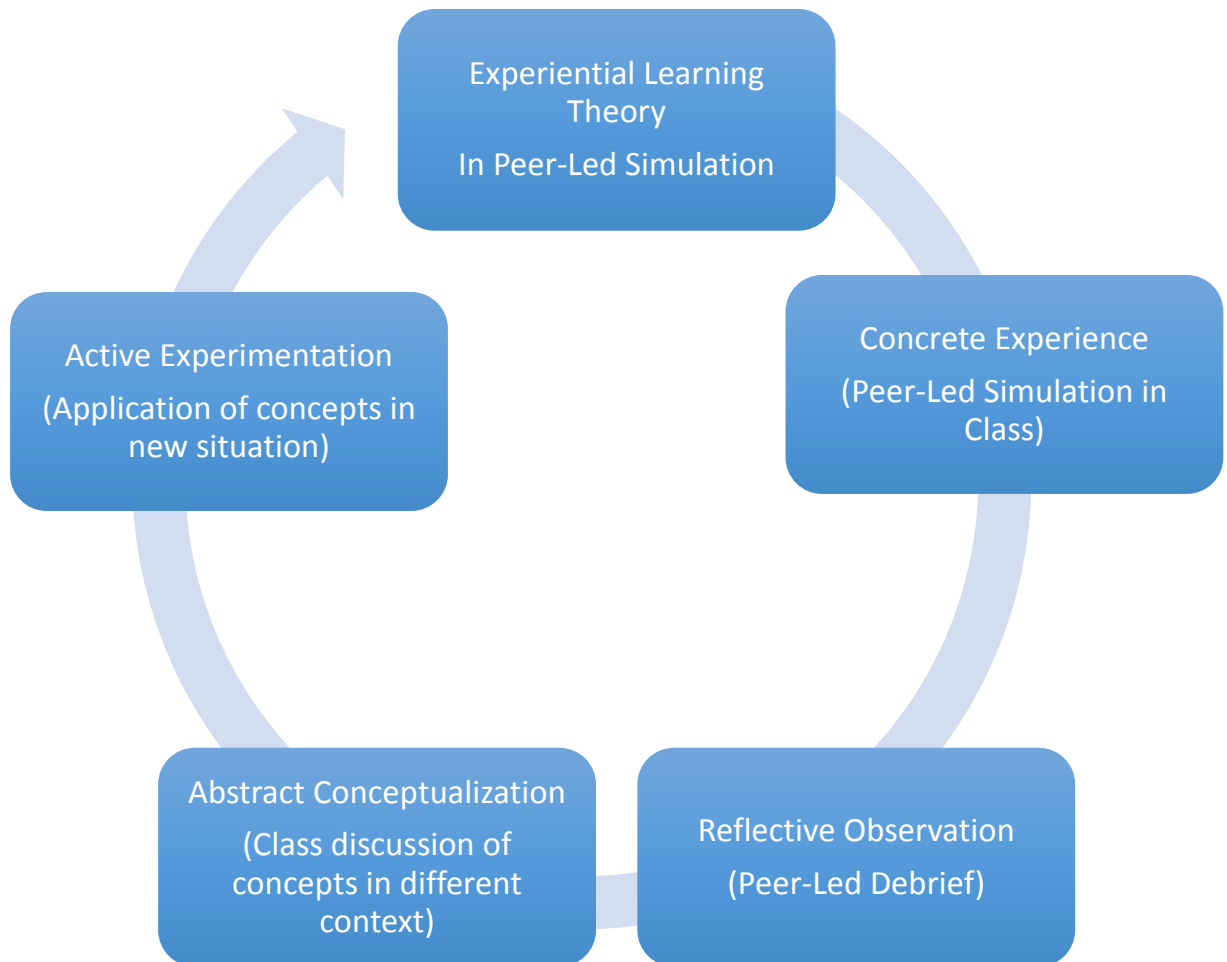 Experiential Learning
Theory
In Peer-Led Simulation
Concrete Experience
(Peer-Led Simulation in
Class)
Reflective Observation
(Peer-Led Debrief)
Abstract Conceptualization
(Class discussion of
concepts in different
context)
Active Experimentation
(Application of concepts in
new situation)